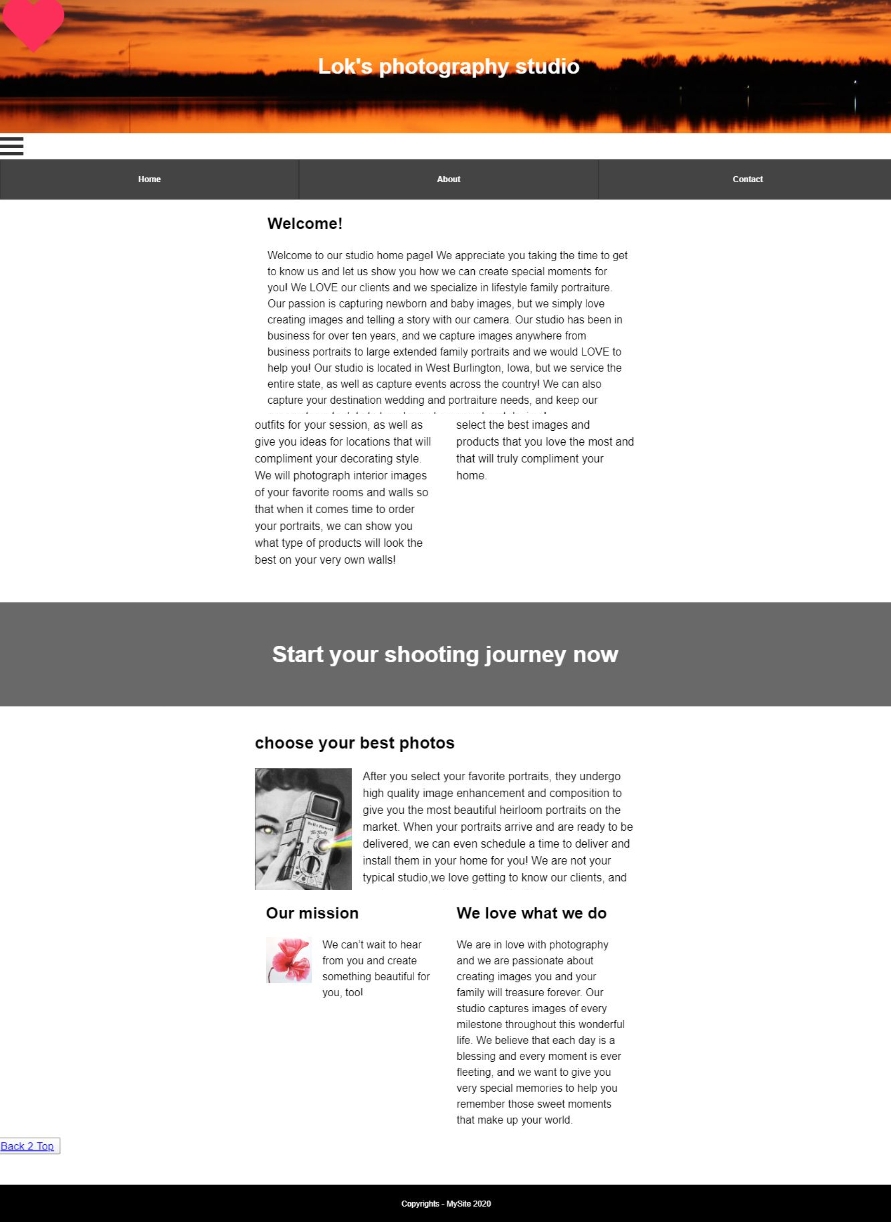 Lok's photography studio
Home
About
Contact
Welcome!
Welcome to our studio home page! We appreciate you taking the time to get
to know us and let us show you how we can create special moments for
you! We LOVE our clients and we specialize in lifestyle family portraiture.
Our passion is capturing newborn and baby images, but we simply love
creating images and telling a story with our camera. Our studio has been in
business for over ten years, and we capture images anywhere from
business portraits to large extended family portraits and we would LOVE to
help you! Our studio is located in West Burlington, Iowa, but we service the
entire state, as well as capture events across the country! We can also
capture your destination wedding and portraiture needs, and keep our
outfits for your session, as well as
give you ideas for locations that will
compliment your decorating style.
We will photograph interior images
of your favorite rooms and walls so
that when it comes time to order
your portraits, we can show you
what type of products will look the
best on your very own walls!
select the best images and
products that you love the most and
that will truly compliment your
home.
Start your shooting journey now
choose your best photos
After you select your favorite portraits, they undergo
high quality image enhancement and composition to
give you the most beautiful heirloom portraits on the
market. When your portraits arrive and are ready to be
delivered, we can even schedule a time to deliver and
install them in your home for you! We are not your
typical studio,we love getting to know our clients, and
Our mission
We can't wait to hear
from you and create
something beautiful for
you, too!
We love what we do
We are in love with photography
and we are passionate about
creating images you and your
family will treasure forever. Our
studio captures images of every
milestone throughout this wonderful
life. We believe that each day is a
blessing and every moment is ever
fleeting, and we want to give you
very special memories to help you
remember those sweet moments
that make up your world.
Back 2 Top
Copyrights - MySite 2020